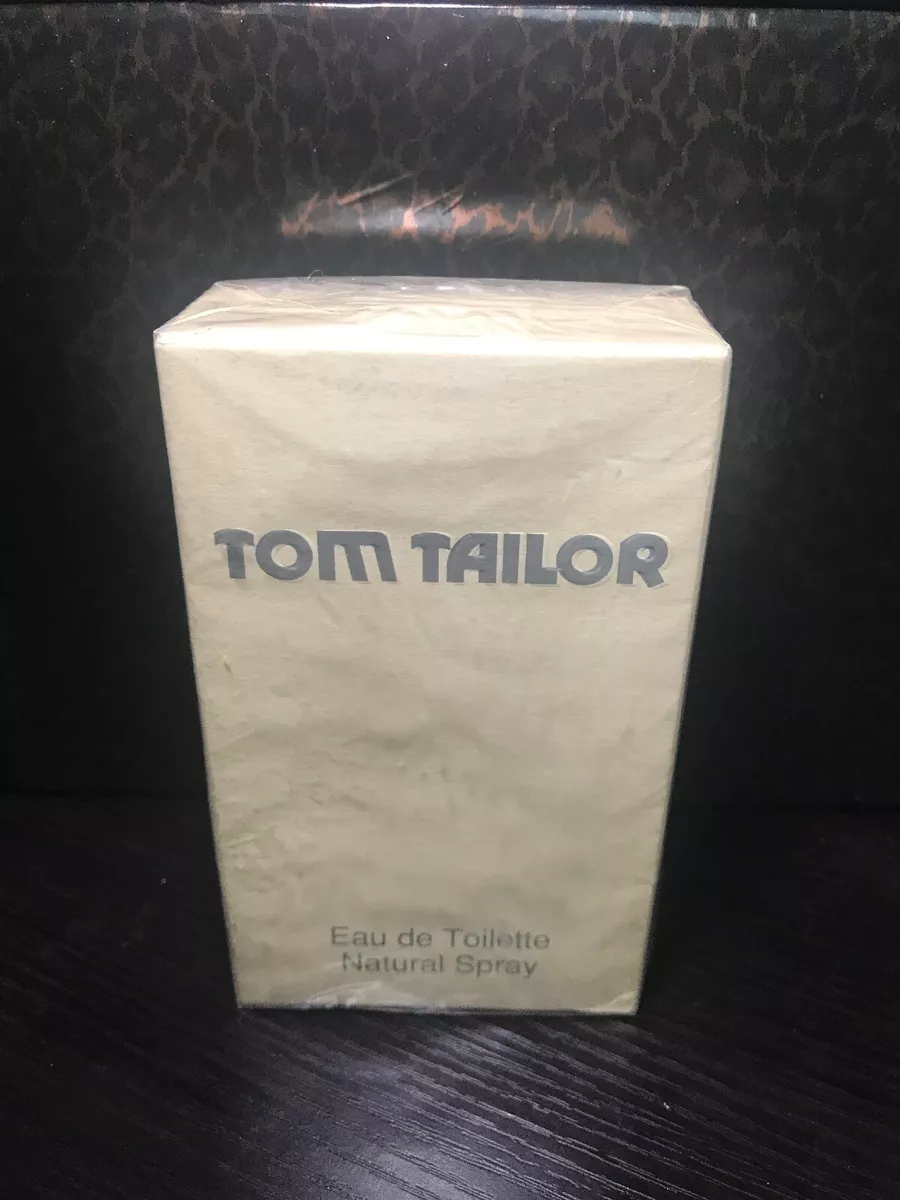 TOM TAILOR
Eau de Toilette
Natural Spray